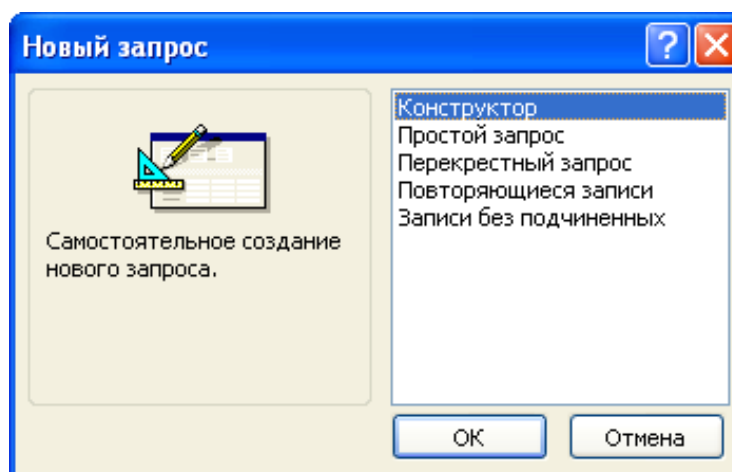 Новый запрос
?
Самостоятельное создание
нового запроса.
Конструктор
Простой запрос
Перекрестный запрос
Повторяющиеся записи
Записи без подчиненных
ОК
Отмена